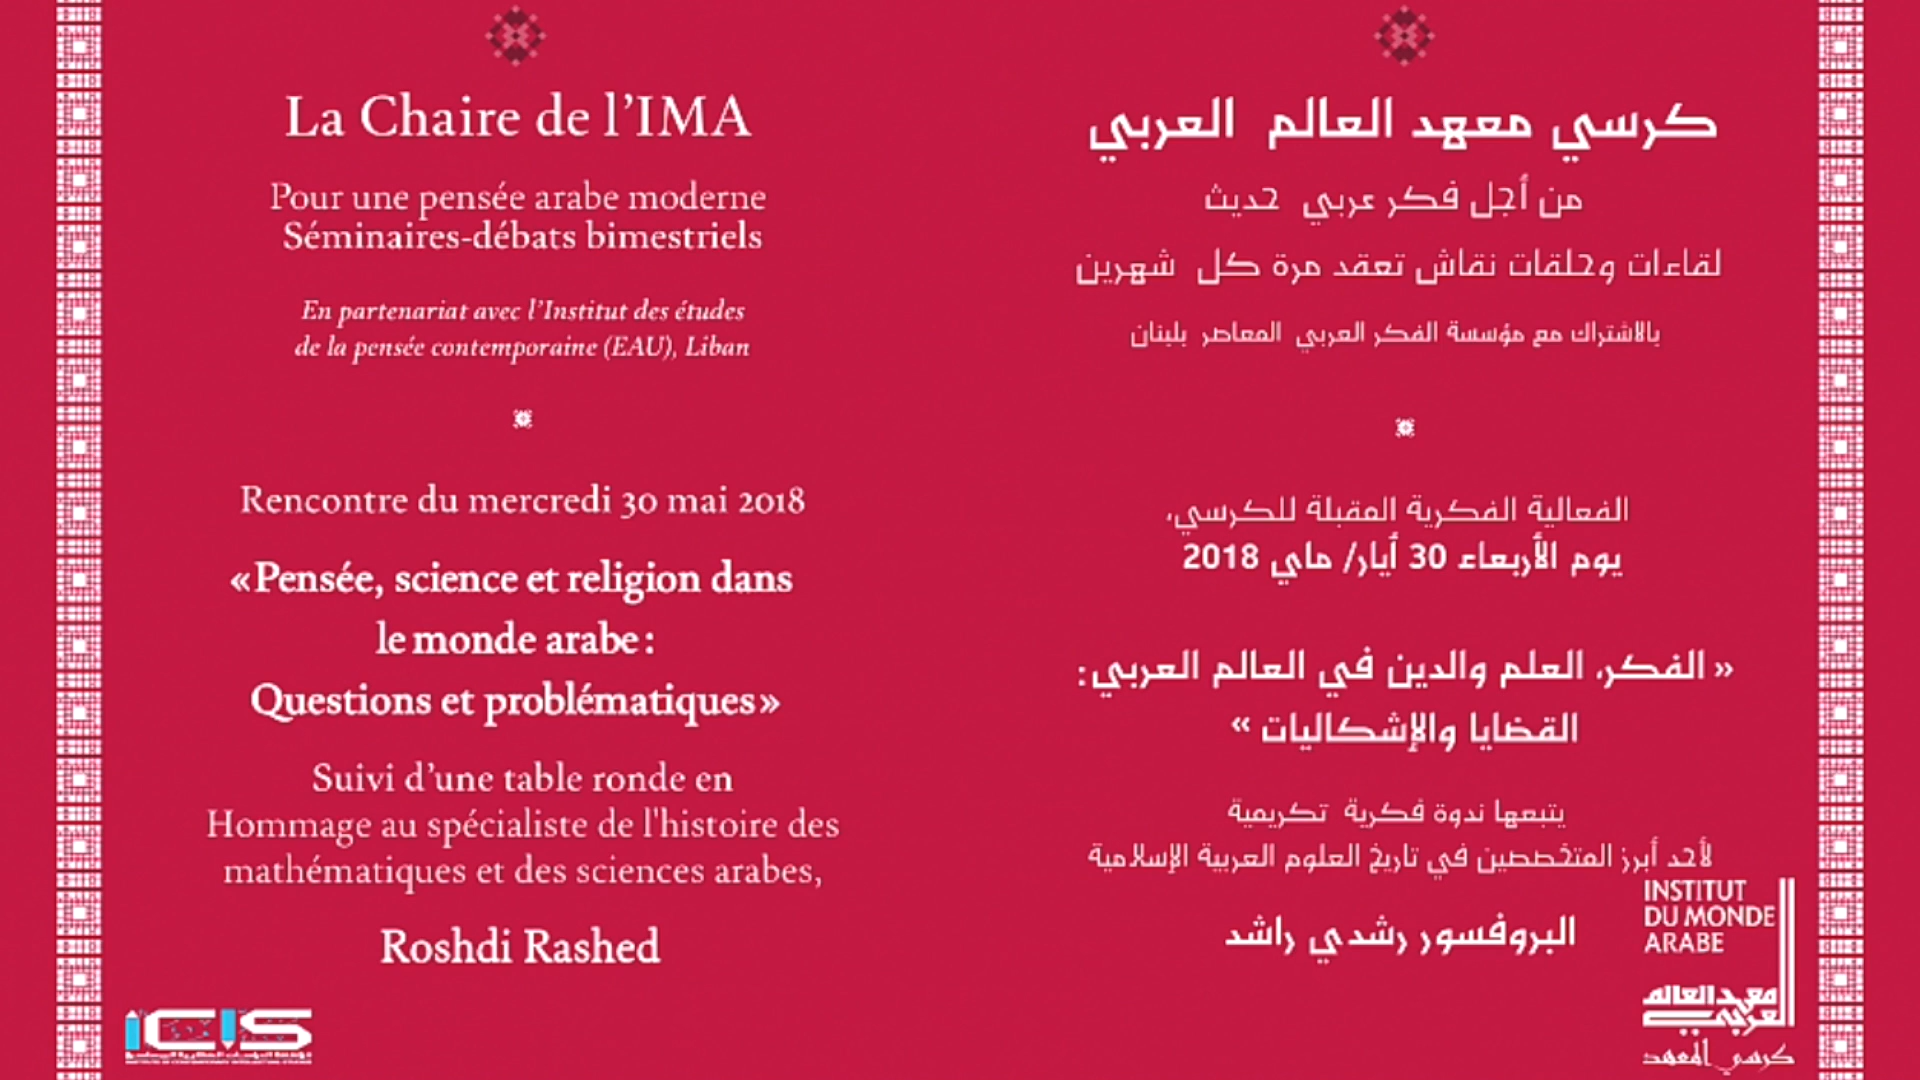 La Chaire de l'IMA
Pour une pensée arabe moderne
Séminaires-débats bimestriels
En partenariat avec l'Institut des études
de la pensée contemporaine (EAU), Liban
Rencontre du mercredi 30 mai 2018
«Pensée, science et religion dans
le monde arabe:
Questions et problématiques»
Suivi d'une table ronde en
Hommage au spécialiste de l'histoire des
mathématiques et des sciences arabes,
Roshdi Rashed
ICIS
كرسي معهد العالم العربي
من أجل فكر عربي حديث
لقاءات وحلقات نقاش تعقد مرة كل شهرين
بالاشتراك مع مؤسسة الفكر العربي المعاصر بلبنان
الفعالية الفكرية المقبلة للكرسي،
يوم الأربعاء 30 أيار/ ماي 2018
« الفكر، العلم والدين في العالم العربي:
القضايا والإشكاليات »
يتبعها ندوة فكرية تكريمية
لأحد أبرز المتخصصين في تاريخ العلوم العربية الإسلامية
البروفسور رشدي راشد
INSTITUT
DU MONDE
ARABE
معهد العالم
العربي
كرسي المعهد